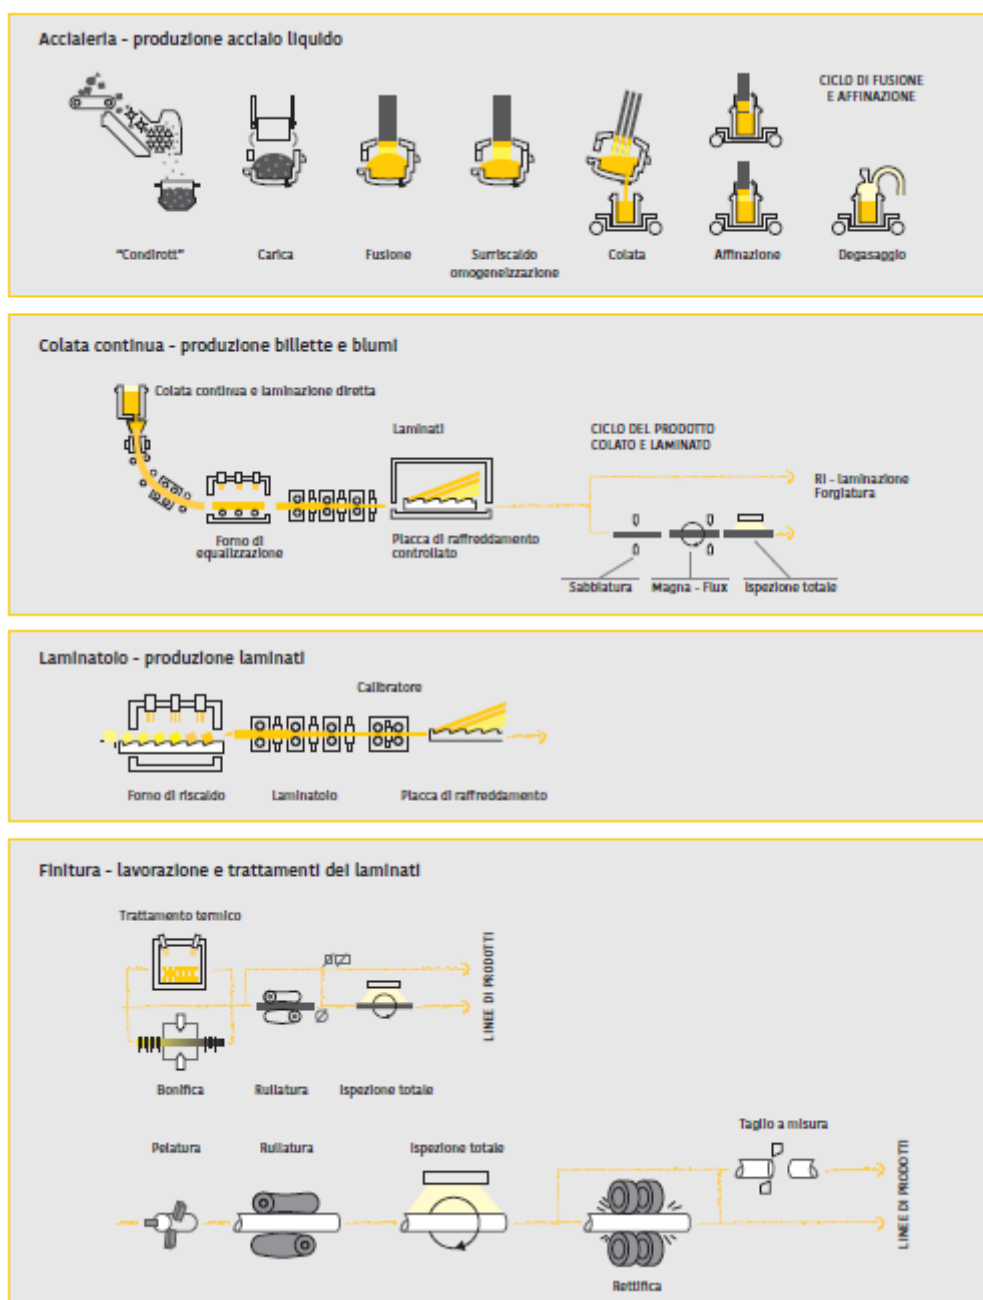 Acciaieria - produzione acciaio liquido
CICLO DI FUSIONE
E AFFINAZIONE
"Condirott"
Carica
Fusione
Surriscaldo
omogeneizzazione
Colata
Affinazione
Degasaggio
Colata continua - produzione billette e blumi
Colata continua e laminazione diretta
Laminati
CICLO DEL PRODOTTO
COLATO E LAMINATO
RI - laminazione
Forgiatura
Forno di
equalizzazione
Placca di raffreddamento
controllato
Sabbiatura
Magna - Flux
Ispezione totale
Laminatoio - produzione laminati
Calibratore
Forno di riscaldo
Laminatoio
Placca di raffreddamento
Finitura - lavorazione e trattamenti dei laminati
Trattamento termico
LINEE DI PRODOTTI
Bonifica
Rullatura
Ispezione totale
Taglio a misura
Pelatura
Rullatura
Ispezione totale
LINEE DI PRODOTTI
Rettifica